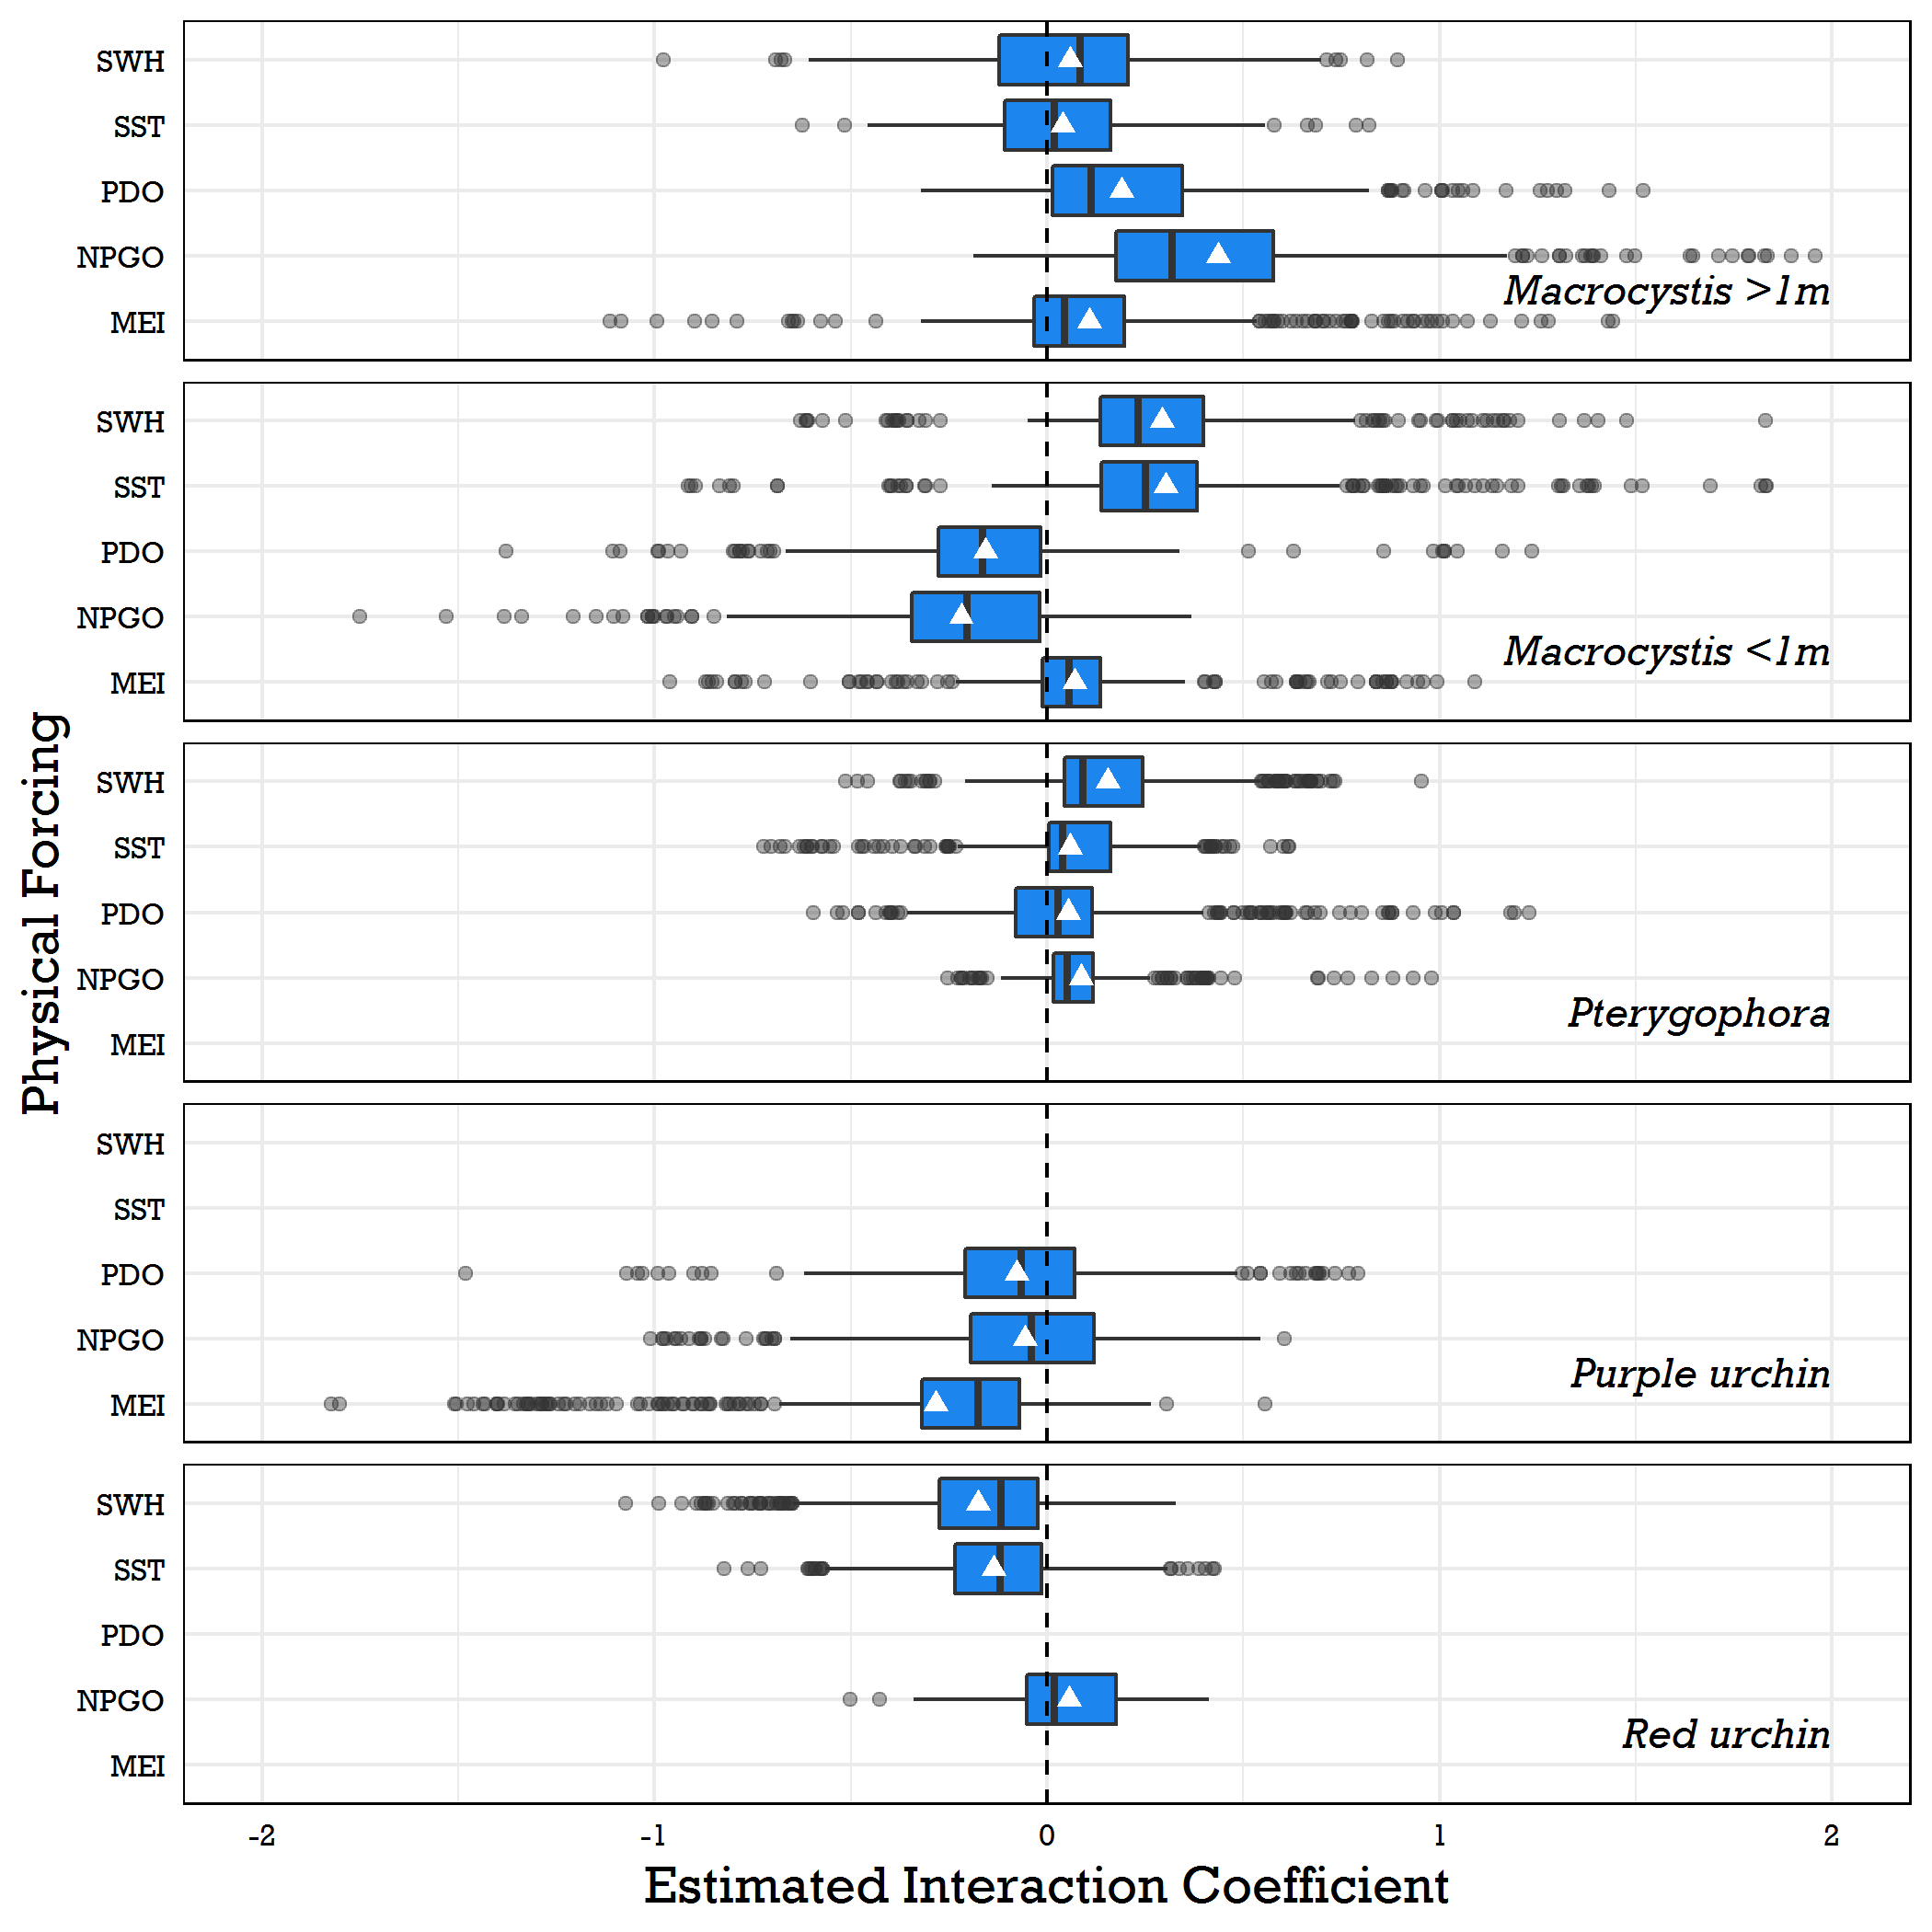 Physical Forcing
SWH
SST
PDO
NPGO
Macrocystis >1m
MEI
SWH
SST
PDO
NPGO
Macrocystis <1m
MEI
SWH
SST
PDO
NPGO
Pterygophora
MEI
SWH
SST
PDO
NPGO
Purple urchin
MEI
SWH
SST
PDO
NPGO
Red urchin
MEI
-2 -1 0 1 2
Estimated Interaction Coefficient